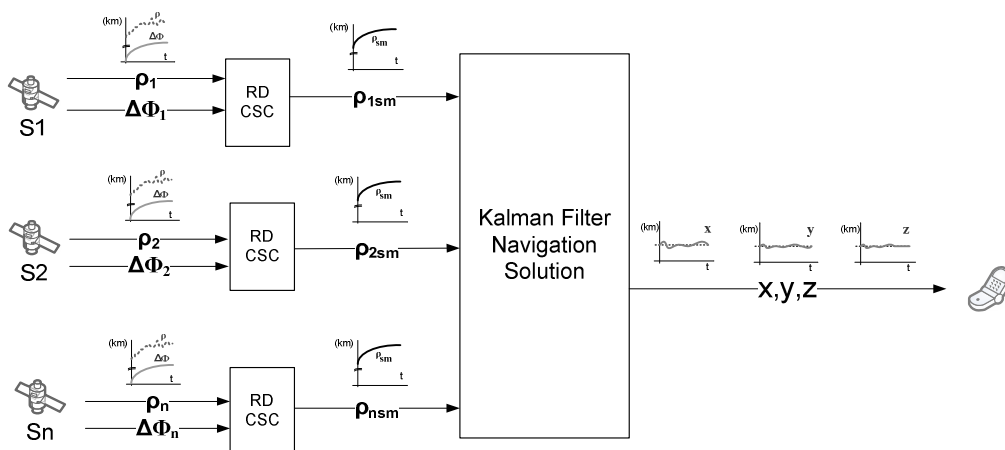 (km)
ρ
ΔΦ
t
ρ₁
ΔΦ₁
S1
RD
CSC
(km)
ρsm
t
ρ₁sm
(km)
ρ
ΔΦ
t
ρ₂
ΔΦ₂
S2
RD
CSC
(km)
ρsm
t
ρ₂sm
(km)
ρ
ΔΦ
t
ρn
ΔΦn
Sn
RD
CSC
(km)
ρsm
t
ρnsm
Kalman Filter
Navigation
Solution
(km)
x
t
(km)
y
t
(km)
z
t
x,y,z